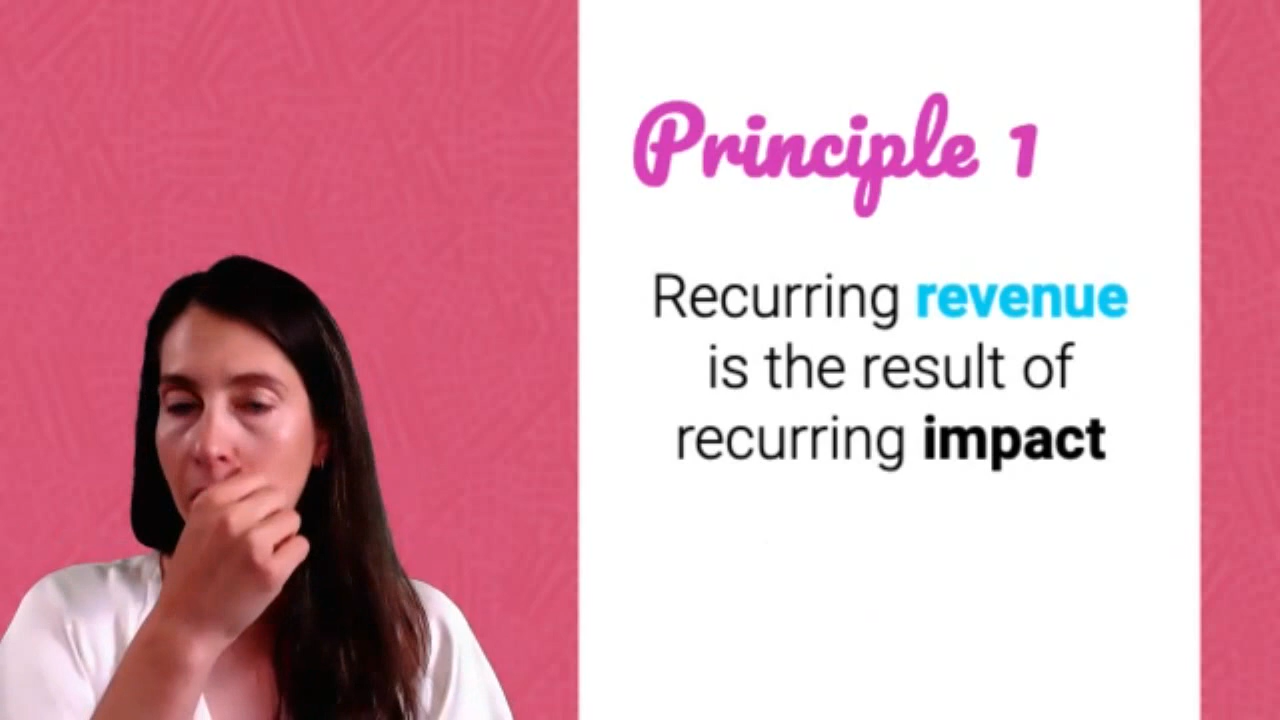 Principle 1
Recurring revenue
is the result of
recurring impact